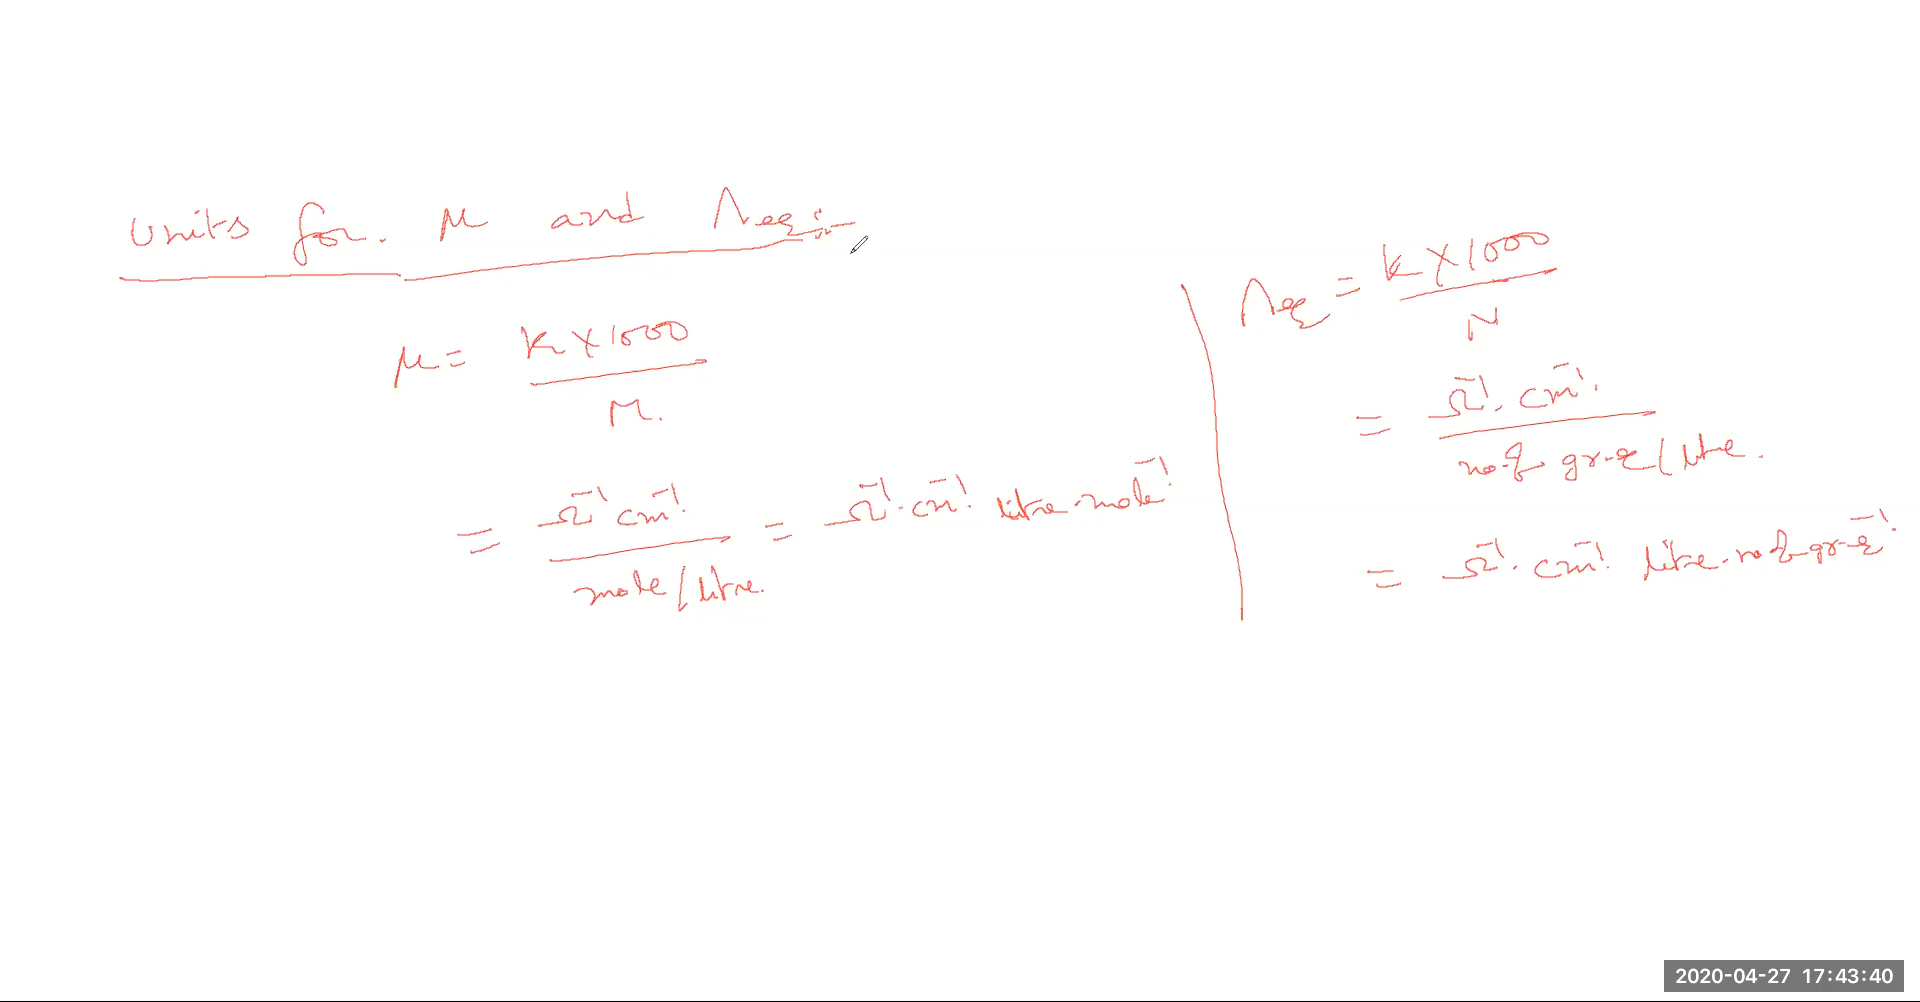 Units for. μ and Λeq:-
μ = K × 1000 / M.
= Ω⁻¹ cm⁻¹ / mole/litre. = Ω⁻¹. cm⁻¹ litre-mole⁻¹
Λeq = K × 1000 / N
= Ω⁻¹. cm⁻¹. / no. of gr-eq/litre.
= Ω⁻¹. cm⁻¹ litre-no of gr-eq⁻¹.
2020-04-27 17:43:40